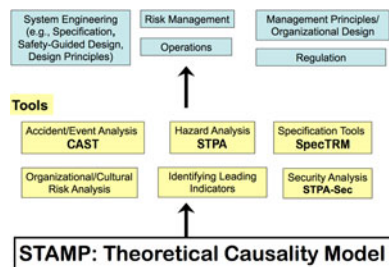 System Engineering
(e.g., Specification,
Safety-Guided Design,
Design Principles)
Risk Management
Operations
Management Principles/
Organizational Design
Regulation
Tools
Accident/Event Analysis
CAST
Hazard Analysis
STPA
Specification Tools
SpecTRM
Organizational/Cultural
Risk Analysis
Identifying Leading
Indicators
Security Analysis
STPA-Sec
STAMP: Theoretical Causality Model